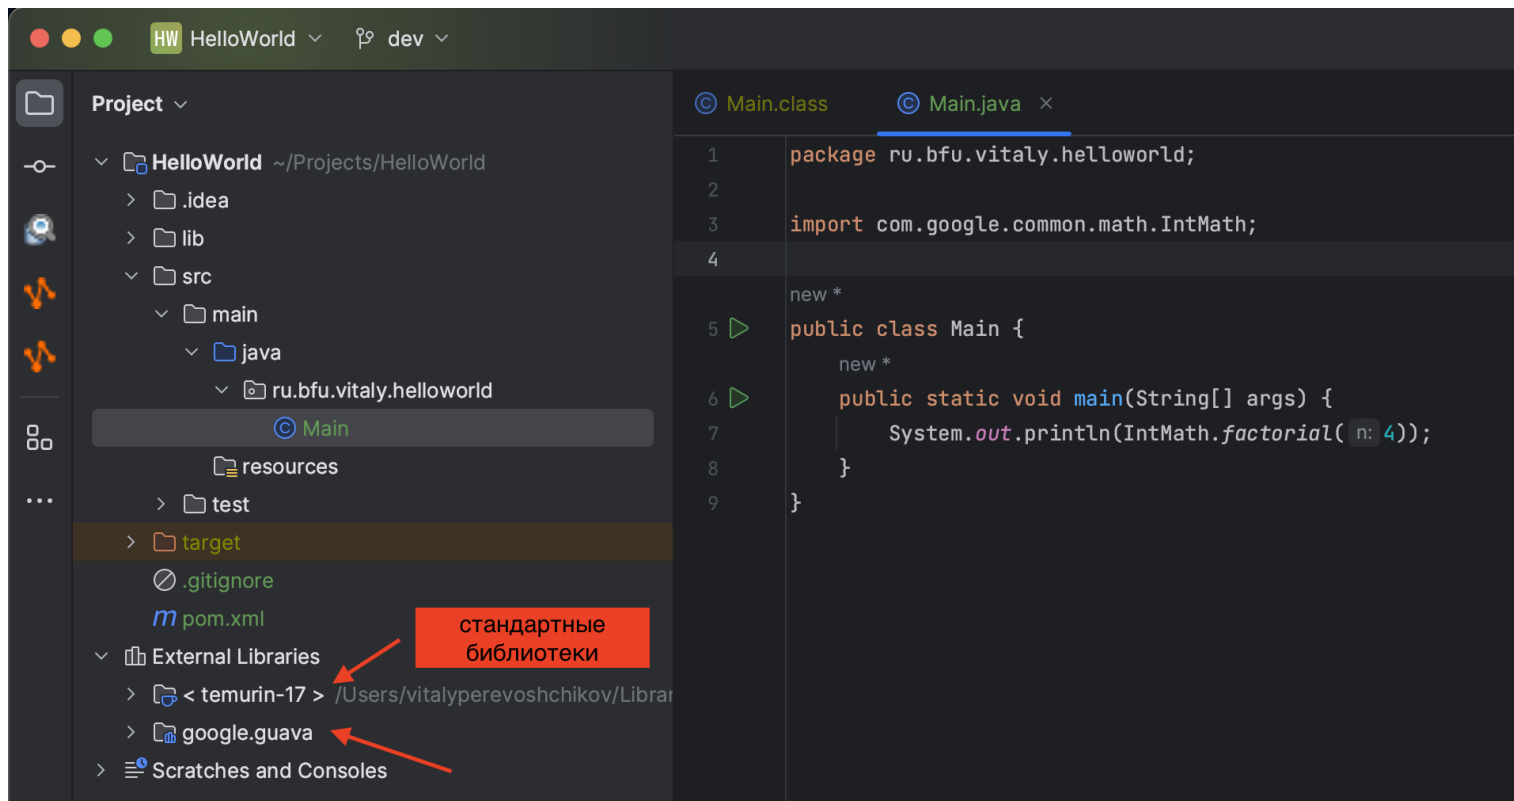 HW HelloWorld dev
Project
HelloWorld ~/Projects/HelloWorld
.idea
lib
src
main
java
ru.bfu.vitaly.helloworld
Main
resources
test
target
.gitignore
pom.xml
External Libraries
< temurin-17 > /Users/vitalyperevoshchikov/Librar
google.guava
Scratches and Consoles
стандартные
библиотеки
Main.class Main.java
1 package ru.bfu.vitaly.helloworld;
2
3 import com.google.common.math.IntMath;
4
new *
5 public class Main {
new *
6 public static void main(String[] args) {
7 System.out.println(IntMath.factorial( n: 4));
8 }
9 }